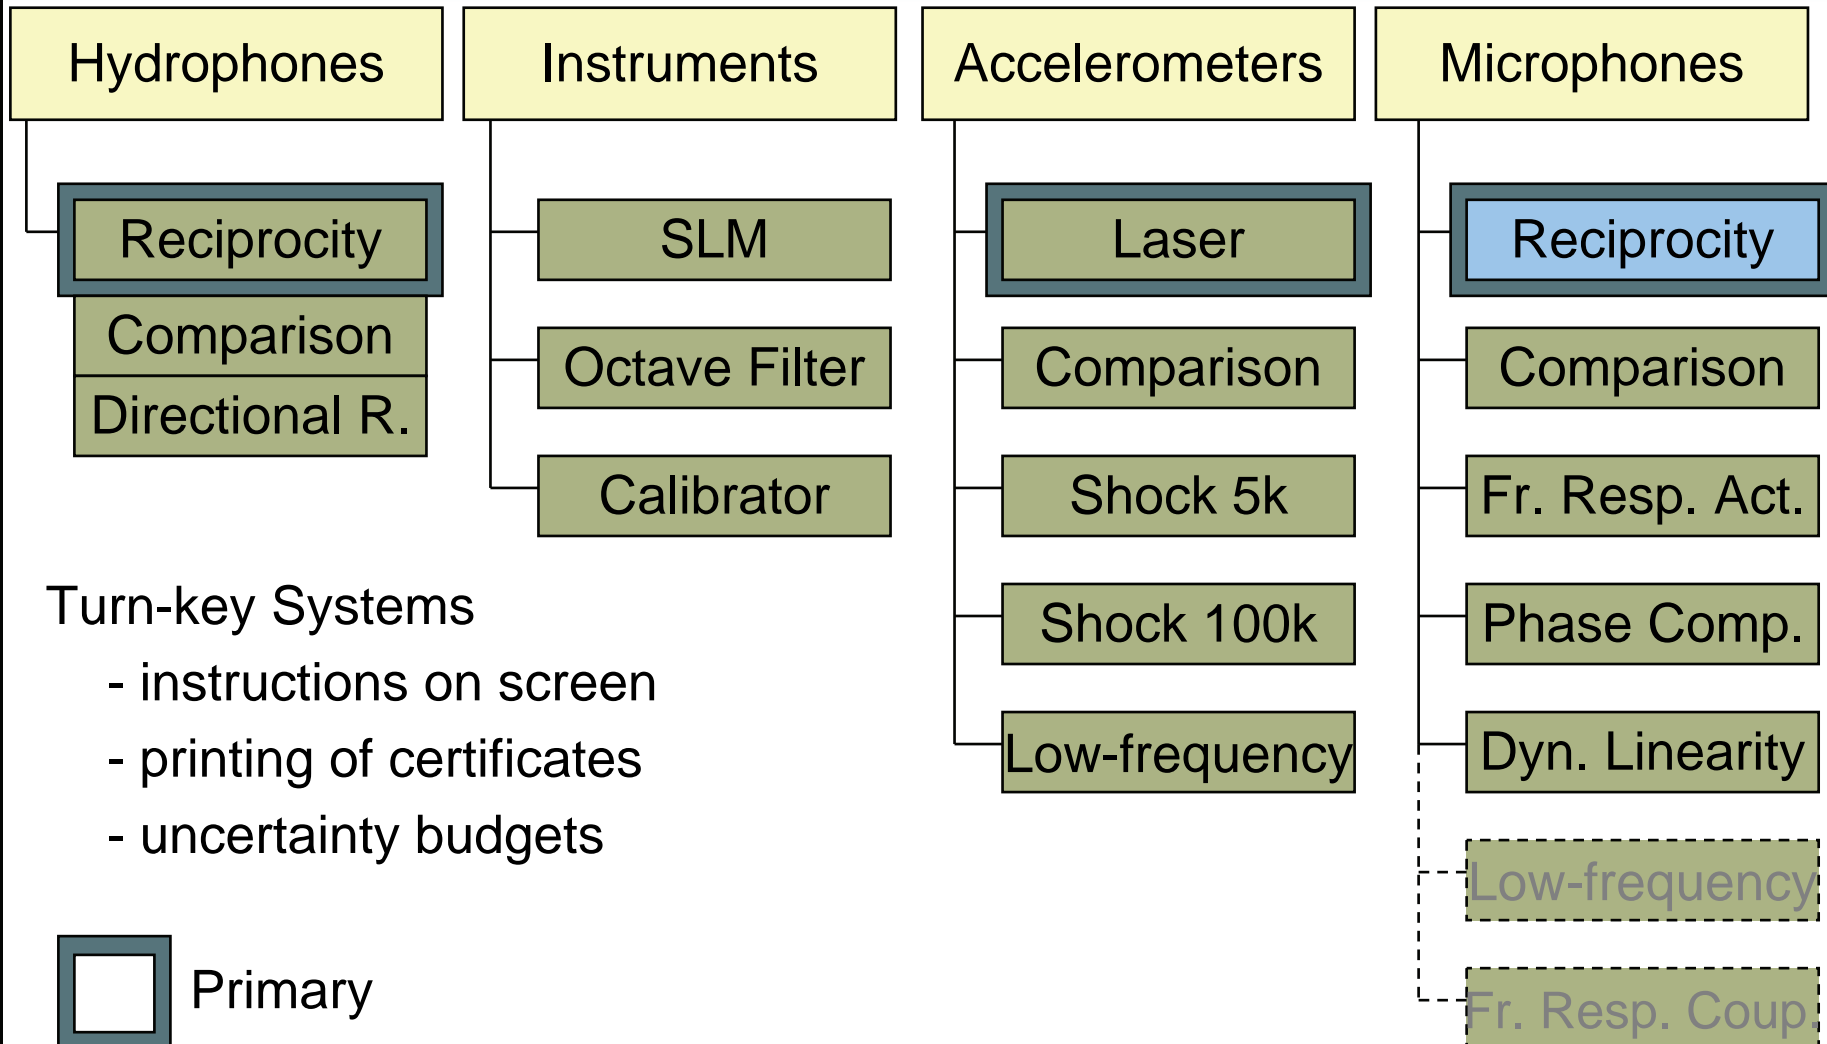 Hydrophones
Reciprocity
Comparison
Directional R.
Instruments
SLM
Octave Filter
Calibrator
Accelerometers
Laser
Comparison
Shock 5k
Shock 100k
Low-frequency
Microphones
Reciprocity
Comparison
Fr. Resp. Act.
Phase Comp.
Dyn. Linearity
Low-frequency
Fr. Resp. Coup.
Turn-key Systems
- instructions on screen
- printing of certificates
- uncertainty budgets
Primary